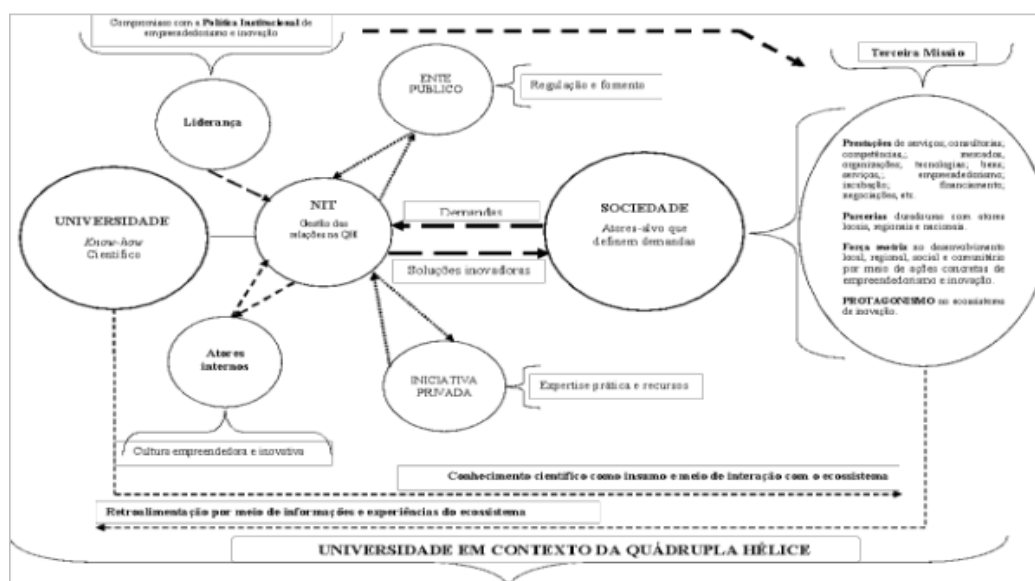 Compromisso com a Política Institucional de
empreendedorismo e inovação
Liderança
ENTE
PÚBLICO
Regulação e fomento
Terceira Missão
UNIVERSIDADE
Know-how
Científico
NIT
Gestão das
relações na QH
Demandas
Soluções inovadoras
SOCIEDADE
Atores-alvo que
definem demandas
Prestações de serviços; consultorias;
competências,; mercados,
organizações; tecnologias; bens;
serviços,; empreendedorismo;
incubação; financiamento;
negociações, etc.
Parcerias duradouras com atores
locais, regionais e nacionais.
Força motriz no desenvolvimento
local, regional, social e comunitário
por meio de ações concretas de
empreendedorismo e inovação.
PROTAGONISMO no ecossistema
de inovação.
Atores
internos
INICIATIVA
PRIVADA
Expertise prática e recursos
Cultura empreendedora e inovativa
Conhecimento científico como insumo e meio de interação com o ecossistema
Retroalimentação por meio de informações e experiências do ecossistema
UNIVERSIDADE EM CONTEXTO DA QUÁDRUPLA HÉLICE